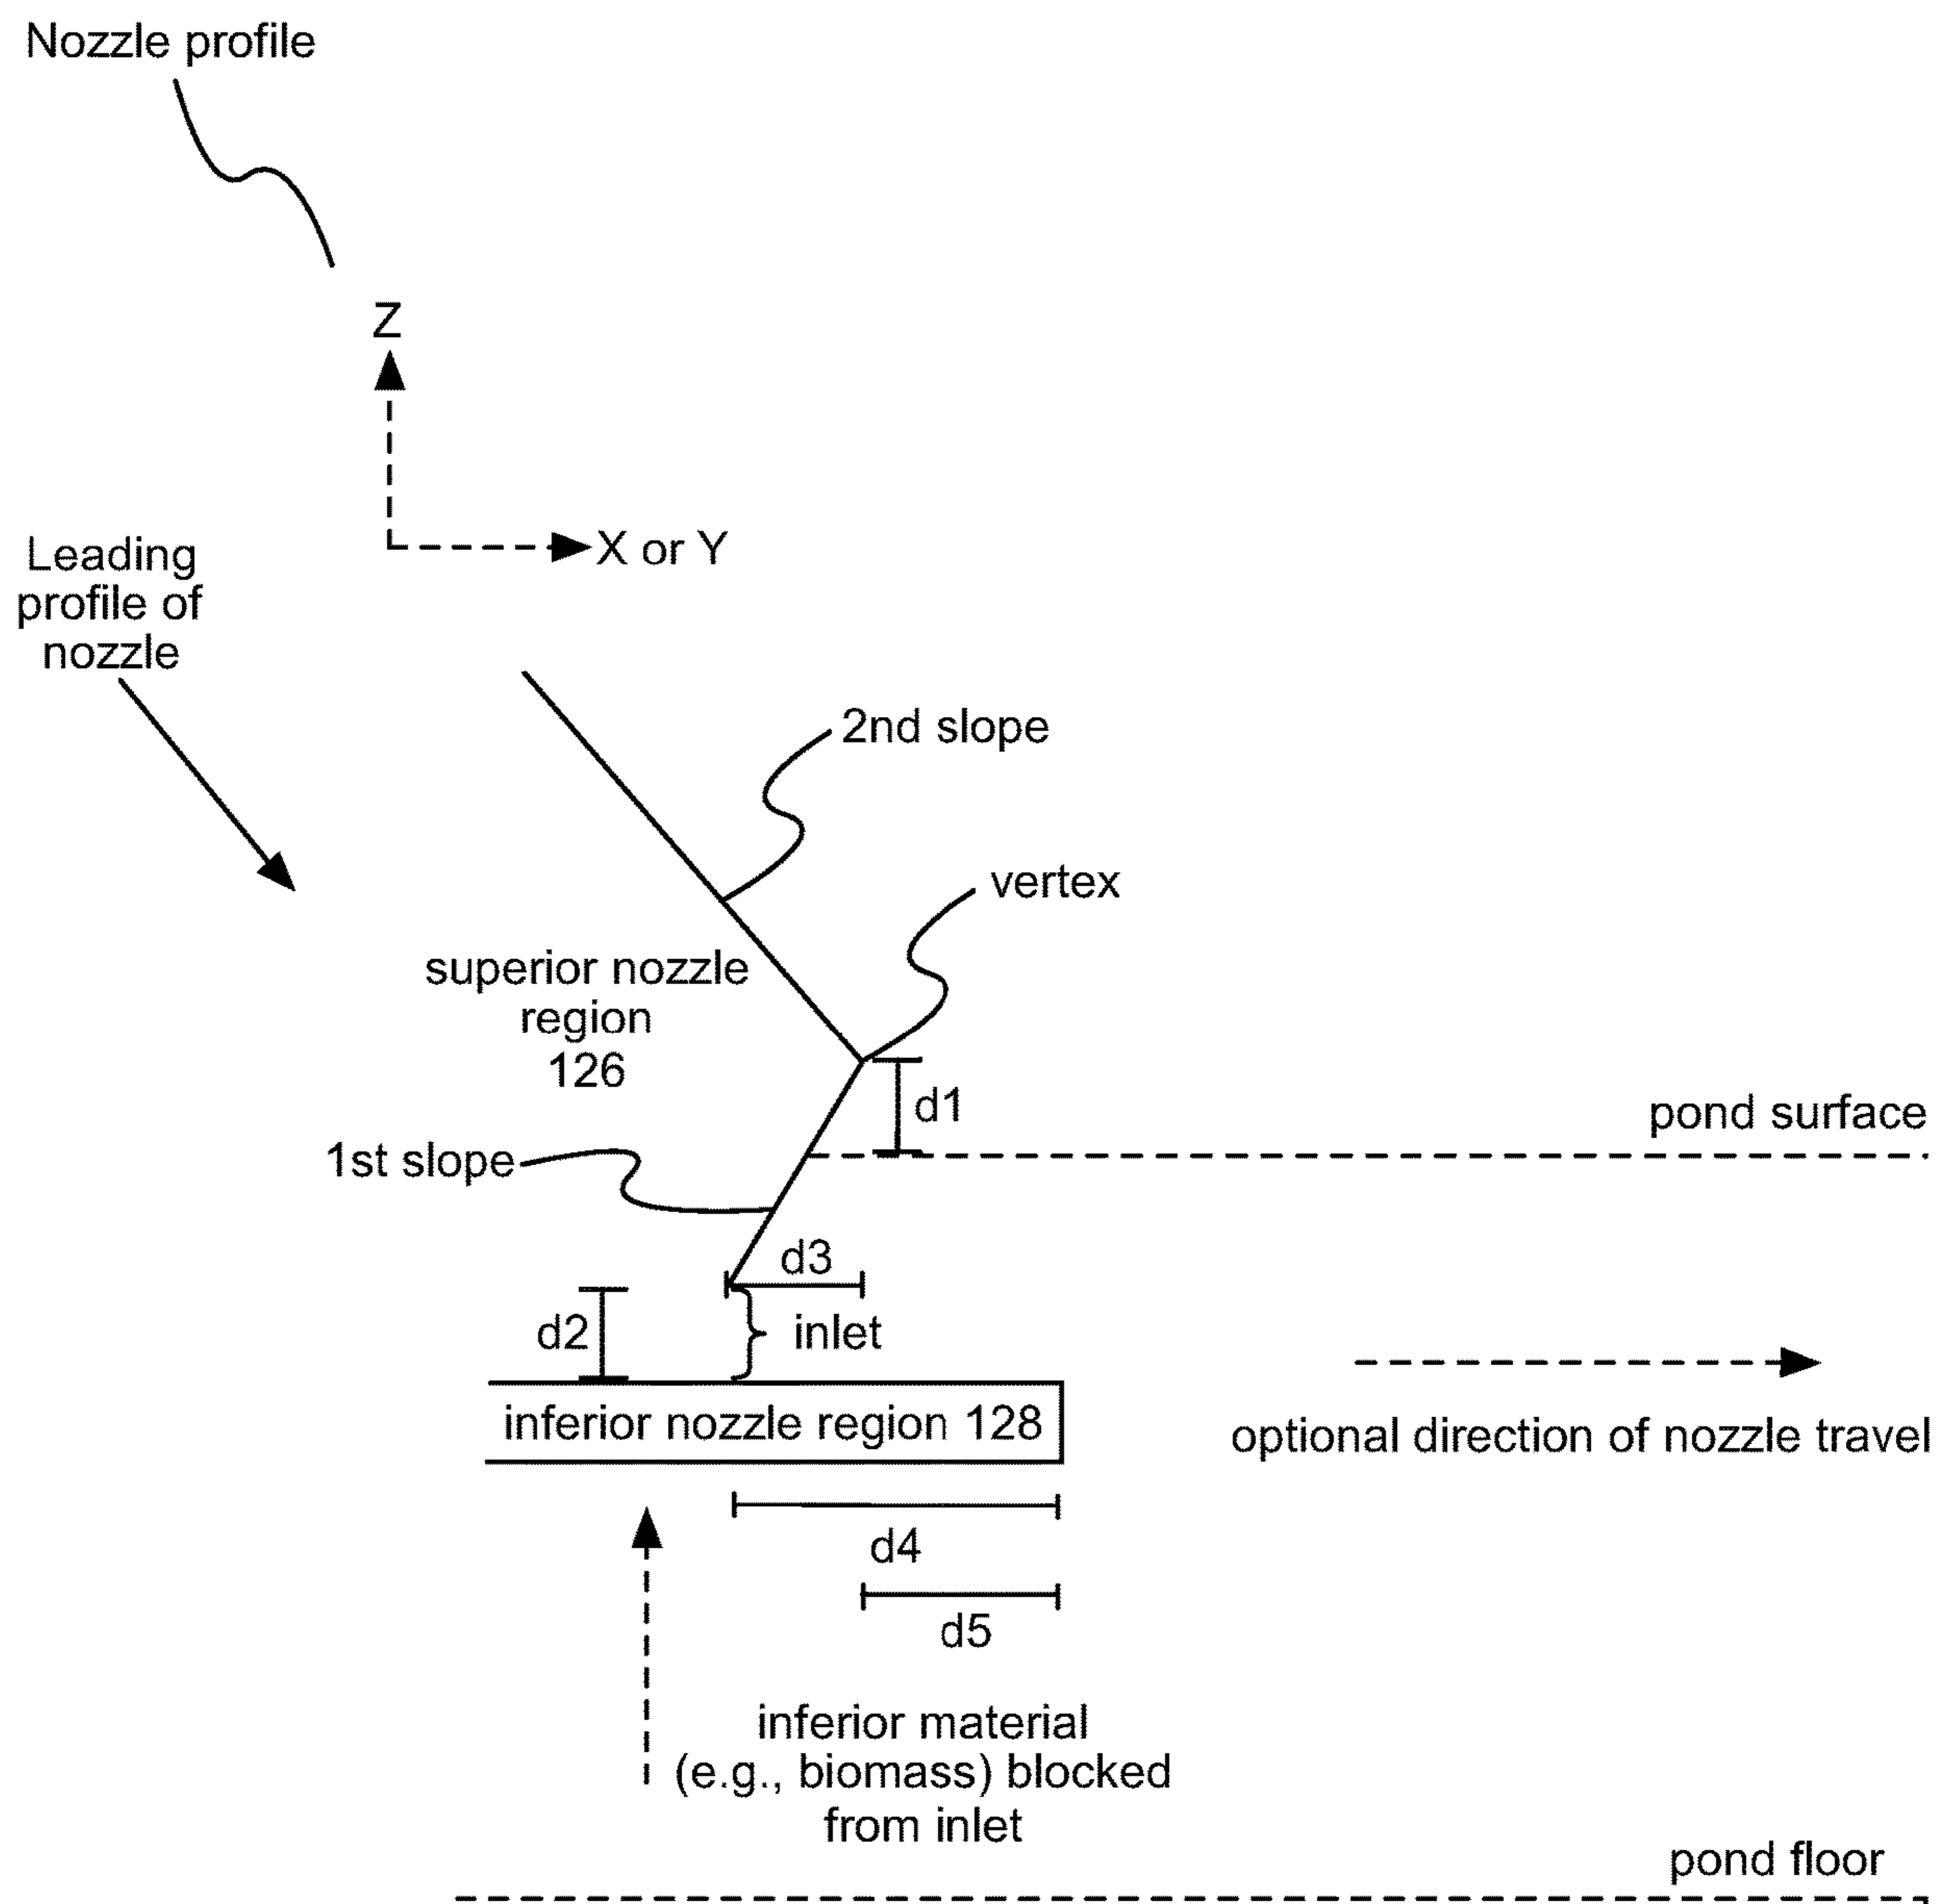 Nozzle profile
Z
X or Y
Leading
profile of
nozzle
2nd slope
vertex
superior nozzle
region
126
d1
pond surface
1st slope
d3
d2
inlet
inferior nozzle region 128
optional direction of nozzle travel
d4
d5
inferior material
(e.g., biomass) blocked
from inlet
pond floor